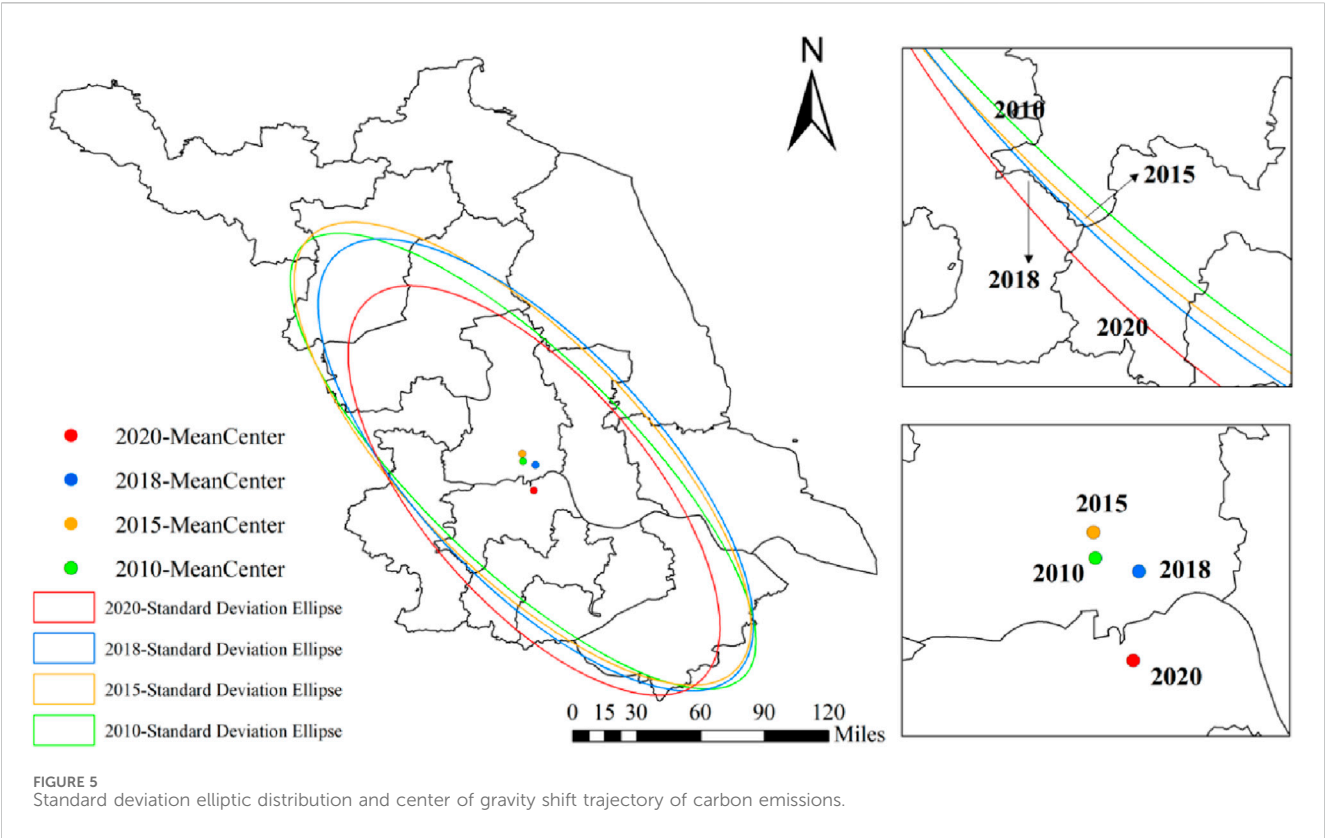 N
2020-MeanCenter
2018-MeanCenter
2015-MeanCenter
2010-MeanCenter
2020-Standard Deviation Ellipse
2018-Standard Deviation Ellipse
2015-Standard Deviation Ellipse
2010-Standard Deviation Ellipse
0 15 30 60 90 120
Miles
2010
2015
2018
2020
2015
2010
2018
2020
FIGURE 5
Standard deviation elliptic distribution and center of gravity shift trajectory of carbon emissions.